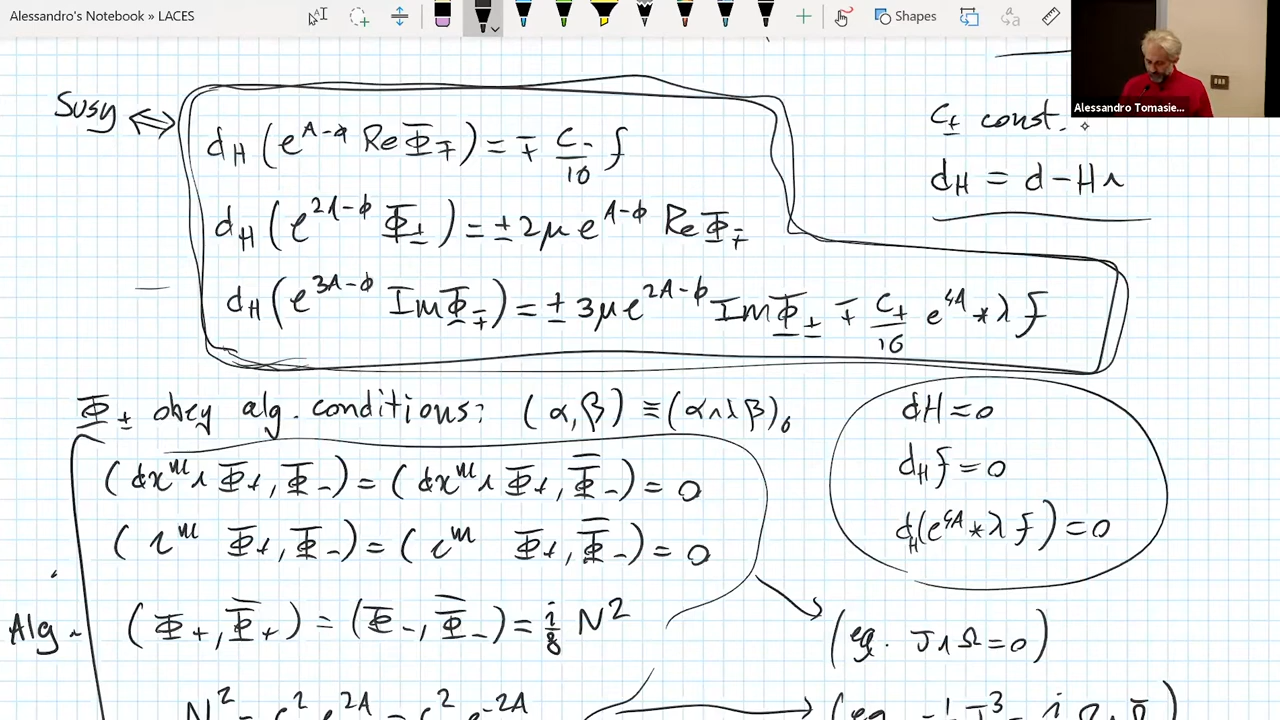 Alessandro's Notebook » LACES
Shapes
Alessandro Tomasie...
Susy ⟺
d_H (e^{A-φ} Re Φ_∓) = ∓ C_-/16 f
d_H (e^{2A-φ} Φ_±) = ±2μ e^{A-φ} Re Φ_∓
d_H (e^{3A-φ} Im Φ_∓) = ± 3μ e^{2A-φ} Im Φ_± ∓ C_+/16 e^{4A} * λ f
C_± const.
d_H = d - H∧
Φ_± obey alg. conditions: (α, β) ≡ (α∧λβ)_6
(dx^m ∧ Φ_+, Φ_-) = (dx^m ∧ Φ_+, Φ̄_-) = 0
(ι^m Φ_+, Φ_-) = (ι^m Φ_+, Φ̄_-) = 0
Alg.
(Φ_+, Φ̄_+) = (Φ_-, Φ̄_-) = i/8 N²
dH = 0
d_H f = 0
d_H(e^{4A} * λ f) = 0
(eg. J∧Ω = 0)